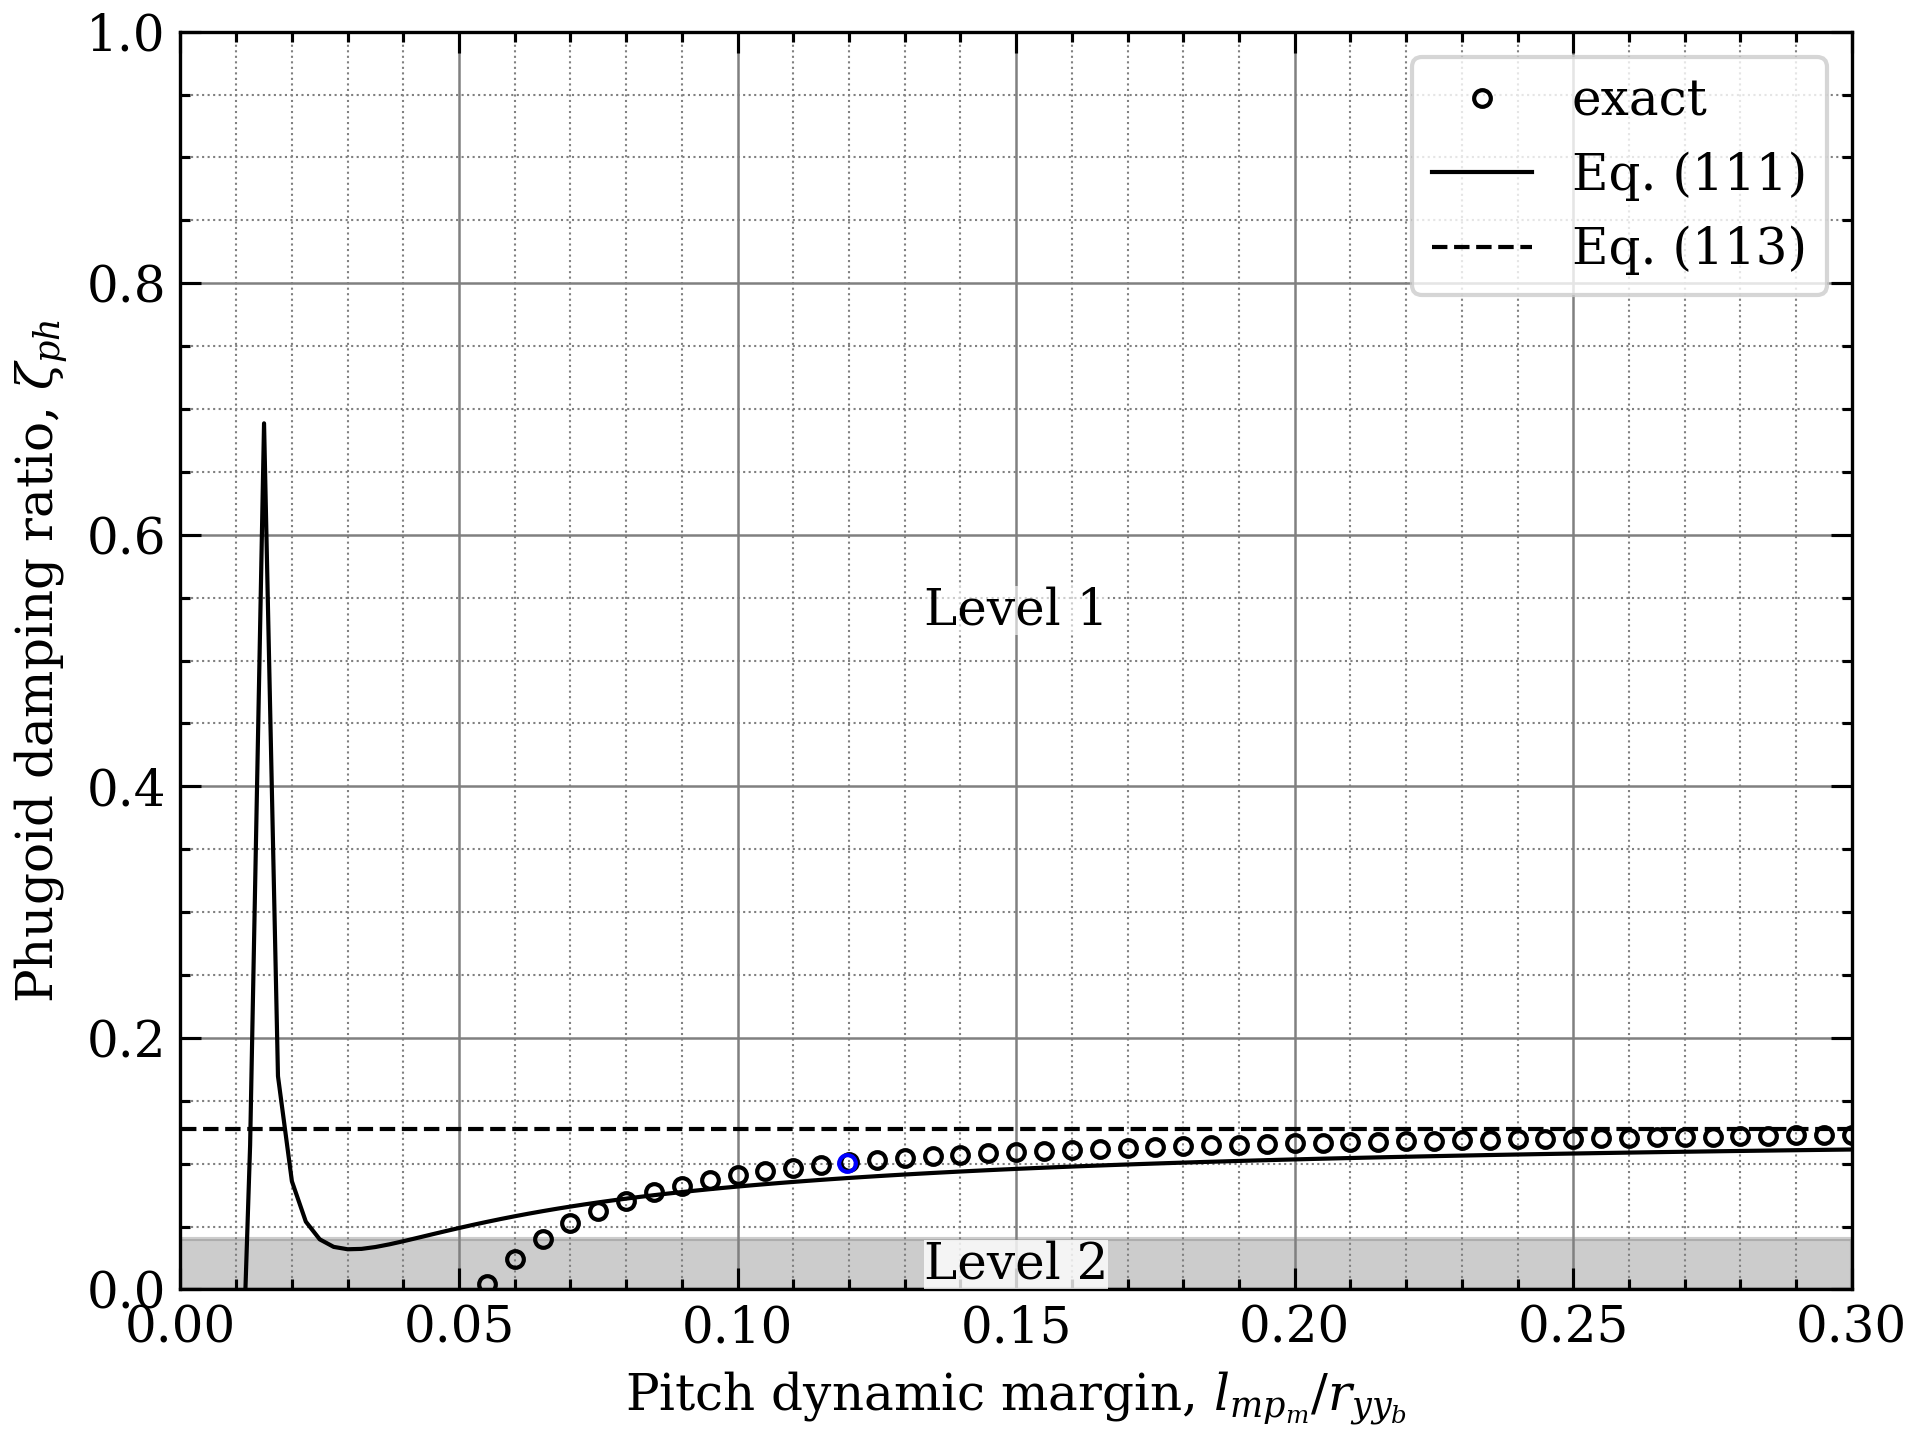 1.0
0.8
0.6
0.4
0.2
0.0
Phugoid damping ratio, ζph
exact
Eq. (111)
Eq. (113)
Level 1
Level 2
0.00 0.05 0.10 0.15 0.20 0.25 0.30
Pitch dynamic margin, lmpm/ryyb